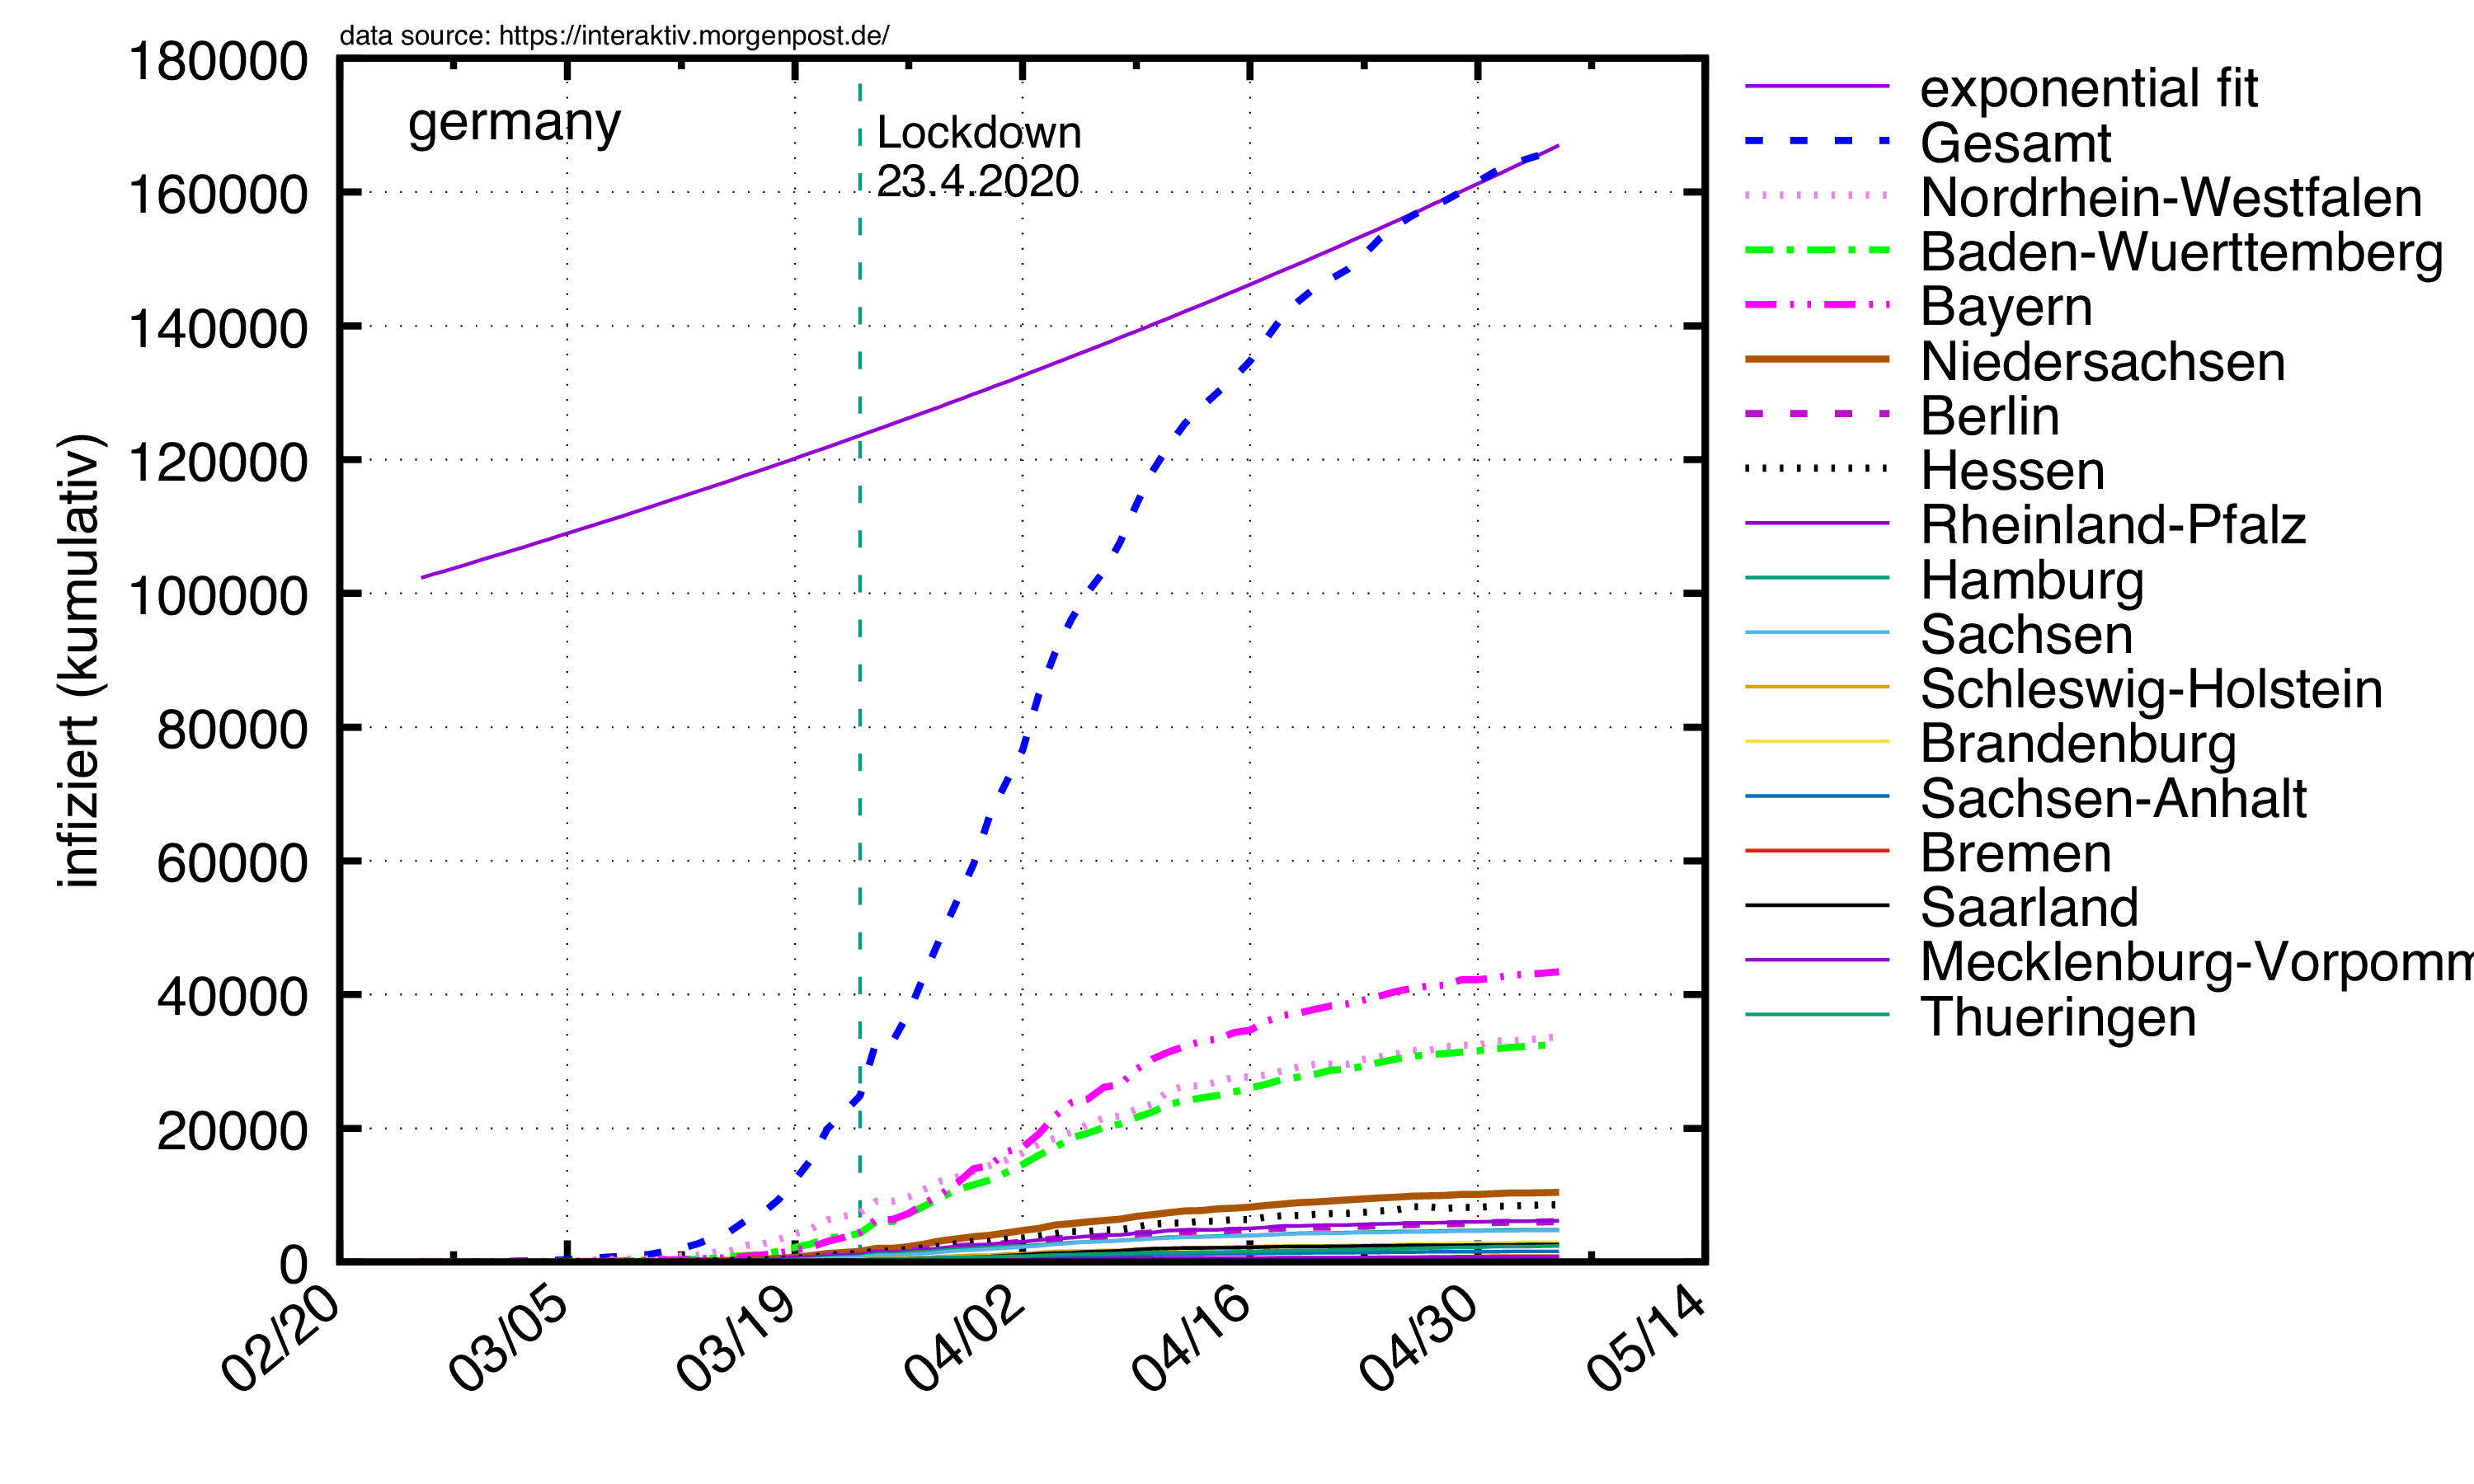 data source: https://interaktiv.morgenpost.de/
180000
160000
140000
120000
100000
80000
60000
40000
20000
0
infiziert (kumulativ)
germany
Lockdown
23.4.2020
02/20
03/05
03/19
04/02
04/16
04/30
05/14
exponential fit
Gesamt
Nordrhein-Westfalen
Baden-Wuerttemberg
Bayern
Niedersachsen
Berlin
Hessen
Rheinland-Pfalz
Hamburg
Sachsen
Schleswig-Holstein
Brandenburg
Sachsen-Anhalt
Bremen
Saarland
Mecklenburg-Vorpomm
Thueringen